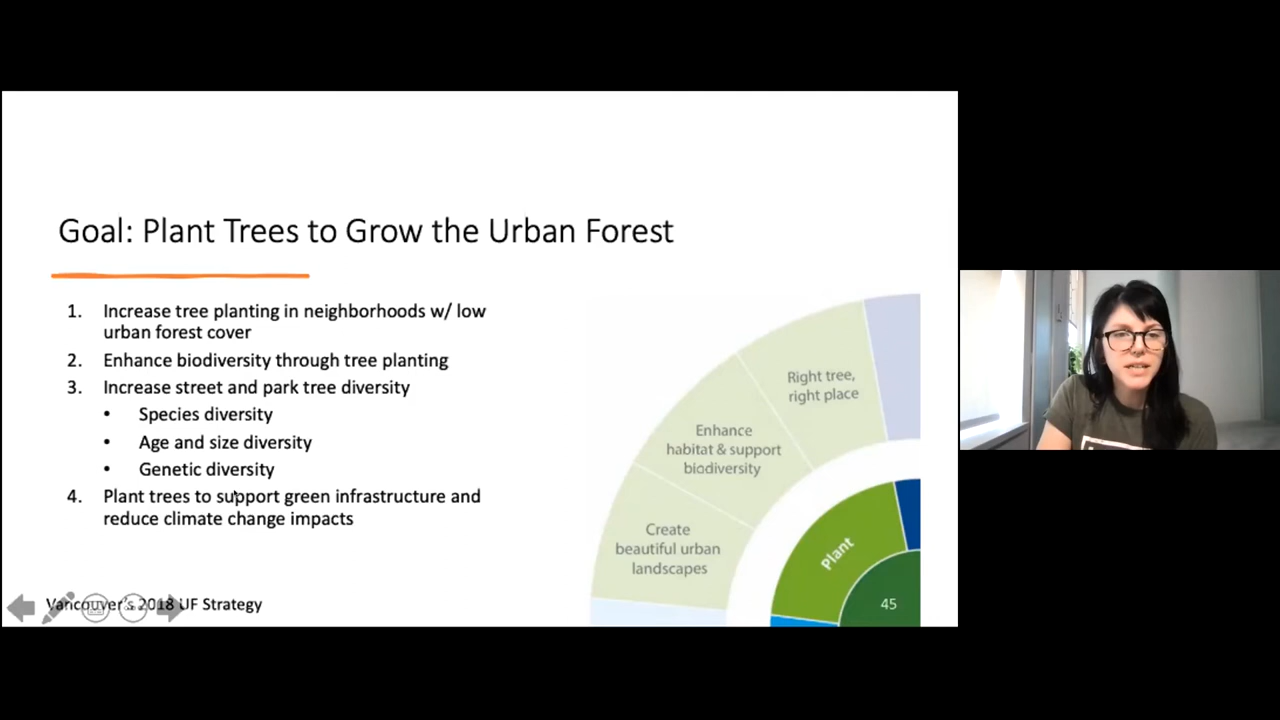 Goal: Plant Trees to Grow the Urban Forest
1. Increase tree planting in neighborhoods w/ low
urban forest cover
2. Enhance biodiversity through tree planting
3. Increase street and park tree diversity
• Species diversity
• Age and size diversity
• Genetic diversity
4. Plant trees to support green infrastructure and
reduce climate change impacts
Right tree,
right place
Enhance
habitat & support
biodiversity
Create
beautiful urban
landscapes
Plant
45
Vancouver's 2018 UF Strategy